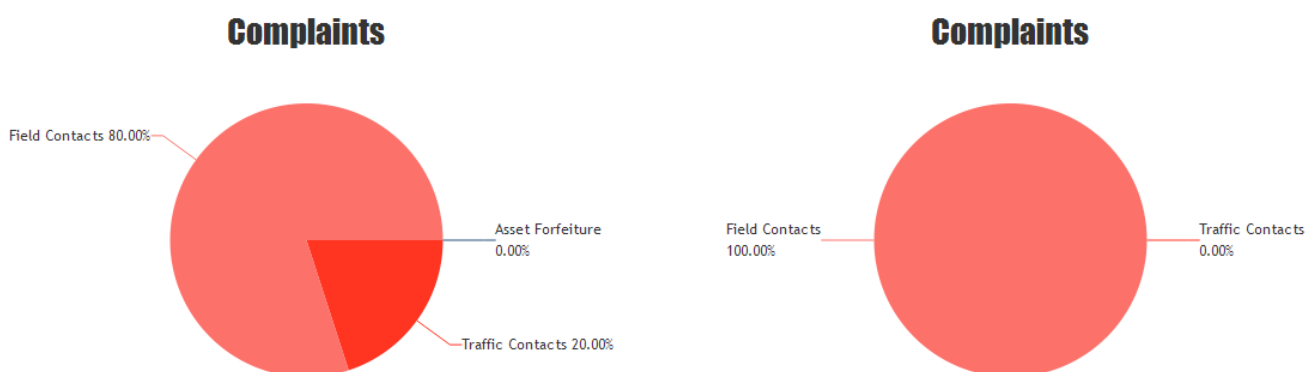 Complaints
Field Contacts 80.00%
Asset Forfeiture
0.00%
Traffic Contacts 20.00%
Complaints
Field Contacts
100.00%
Traffic Contacts
0.00%